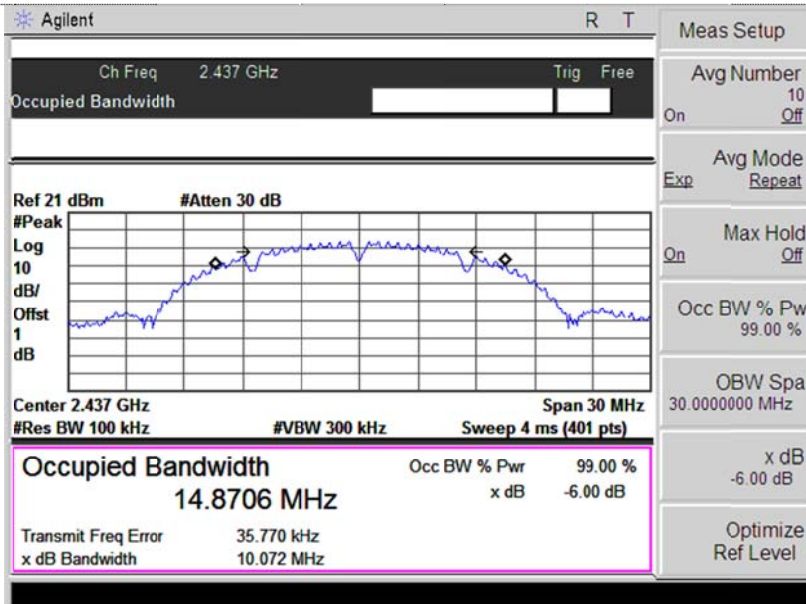 Agilent
R T
Ch Freq 2.437 GHz
Trig Free
Occupied Bandwidth
Ref 21 dBm
#Atten 30 dB
#Peak
Log
10
dB/
Offst
1
dB
Center 2.437 GHz
Span 30 MHz
#Res BW 100 kHz
#VBW 300 kHz
Sweep 4 ms (401 pts)
Occupied Bandwidth
14.8706 MHz
Occ BW % Pwr 99.00 %
x dB -6.00 dB
Transmit Freq Error 35.770 kHz
x dB Bandwidth 10.072 MHz
Meas Setup
Avg Number
10
On Off
Avg Mode
Exp Repeat
Max Hold
On Off
Occ BW % Pw
99.00 %
OBW Spa
30.0000000 MHz
x dB
-6.00 dB
Optimize
Ref Level